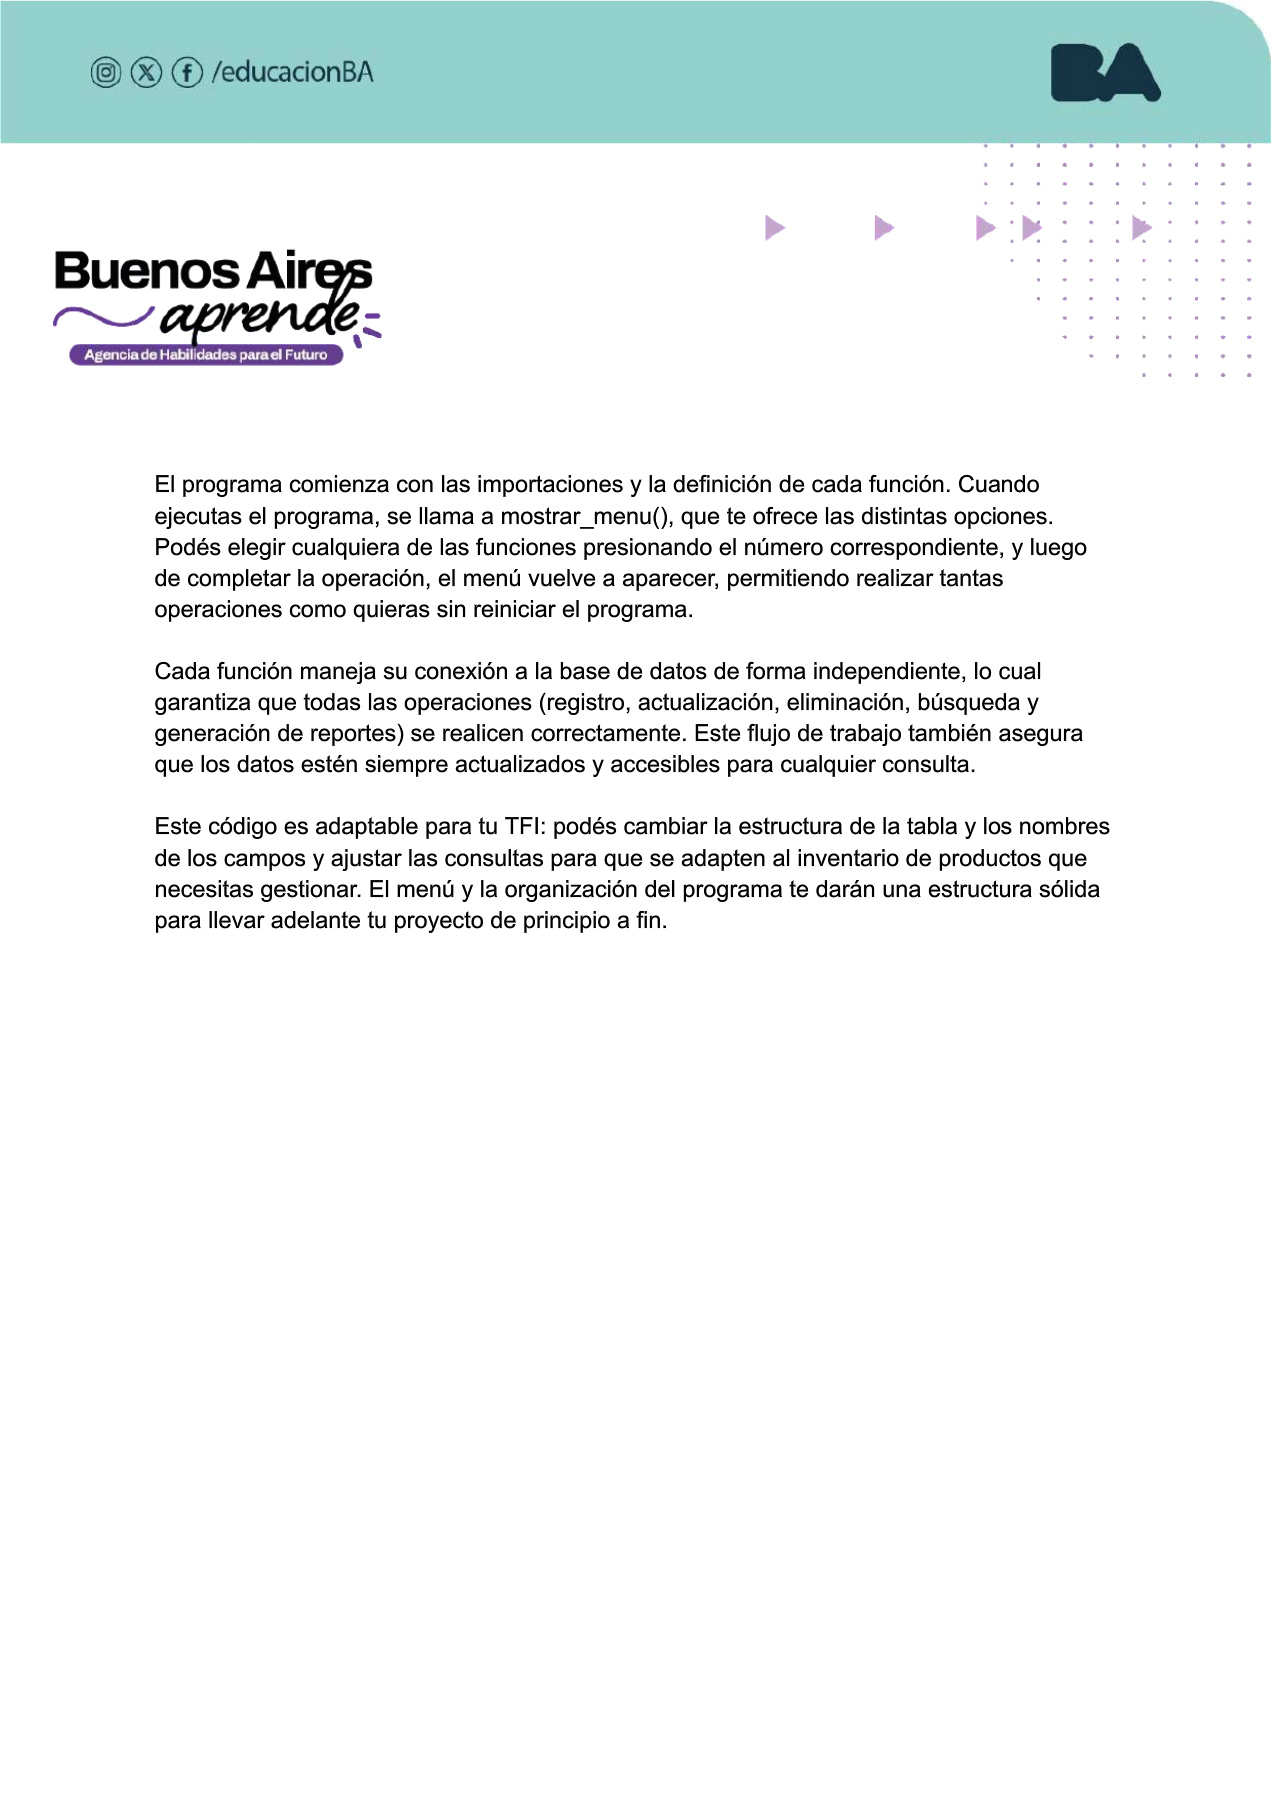 /educacionBA
BA
Buenos Aires
aprende
Agencia de Habilidades para el Futuro
El programa comienza con las importaciones y la definición de cada función. Cuando
ejecutas el programa, se llama a mostrar_menu(), que te ofrece las distintas opciones.
Podés elegir cualquiera de las funciones presionando el número correspondiente, y luego
de completar la operación, el menú vuelve a aparecer, permitiendo realizar tantas
operaciones como quieras sin reiniciar el programa.
Cada función maneja su conexión a la base de datos de forma independiente, lo cual
garantiza que todas las operaciones (registro, actualización, eliminación, búsqueda y
generación de reportes) se realicen correctamente. Este flujo de trabajo también asegura
que los datos estén siempre actualizados y accesibles para cualquier consulta.
Este código es adaptable para tu TFI: podés cambiar la estructura de la tabla y los nombres
de los campos y ajustar las consultas para que se adapten al inventario de productos que
necesitas gestionar. El menú y la organización del programa te darán una estructura sólida
para llevar adelante tu proyecto de principio a fin.